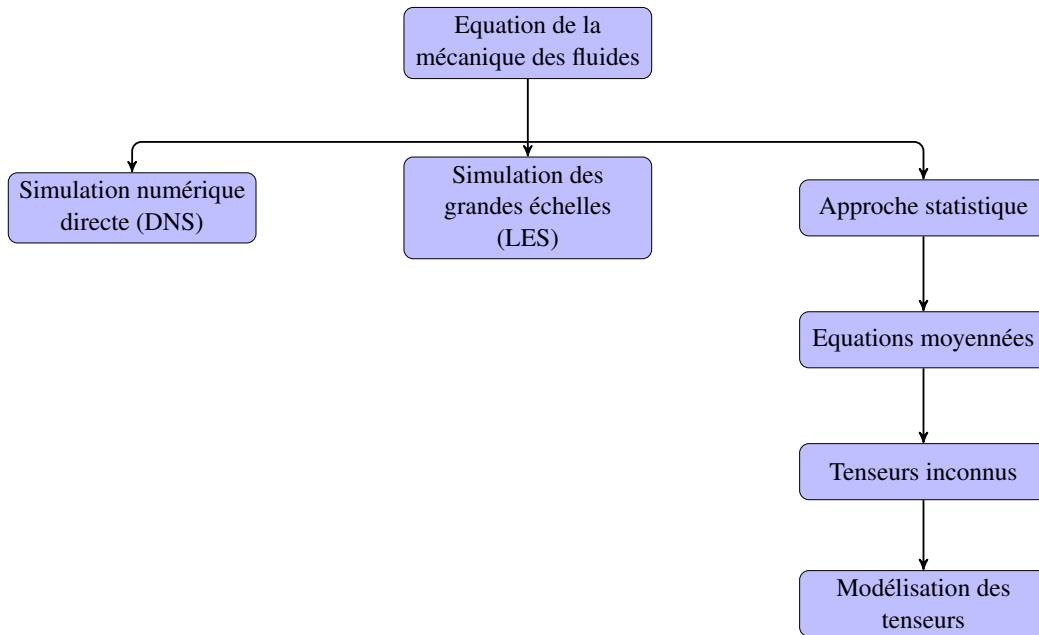 Equation de la
mécanique des fluides
Simulation numérique
directe (DNS)
Simulation des
grandes échelles
(LES)
Approche statistique
Equations moyennées
Tenseurs inconnus
Modélisation des
tenseurs